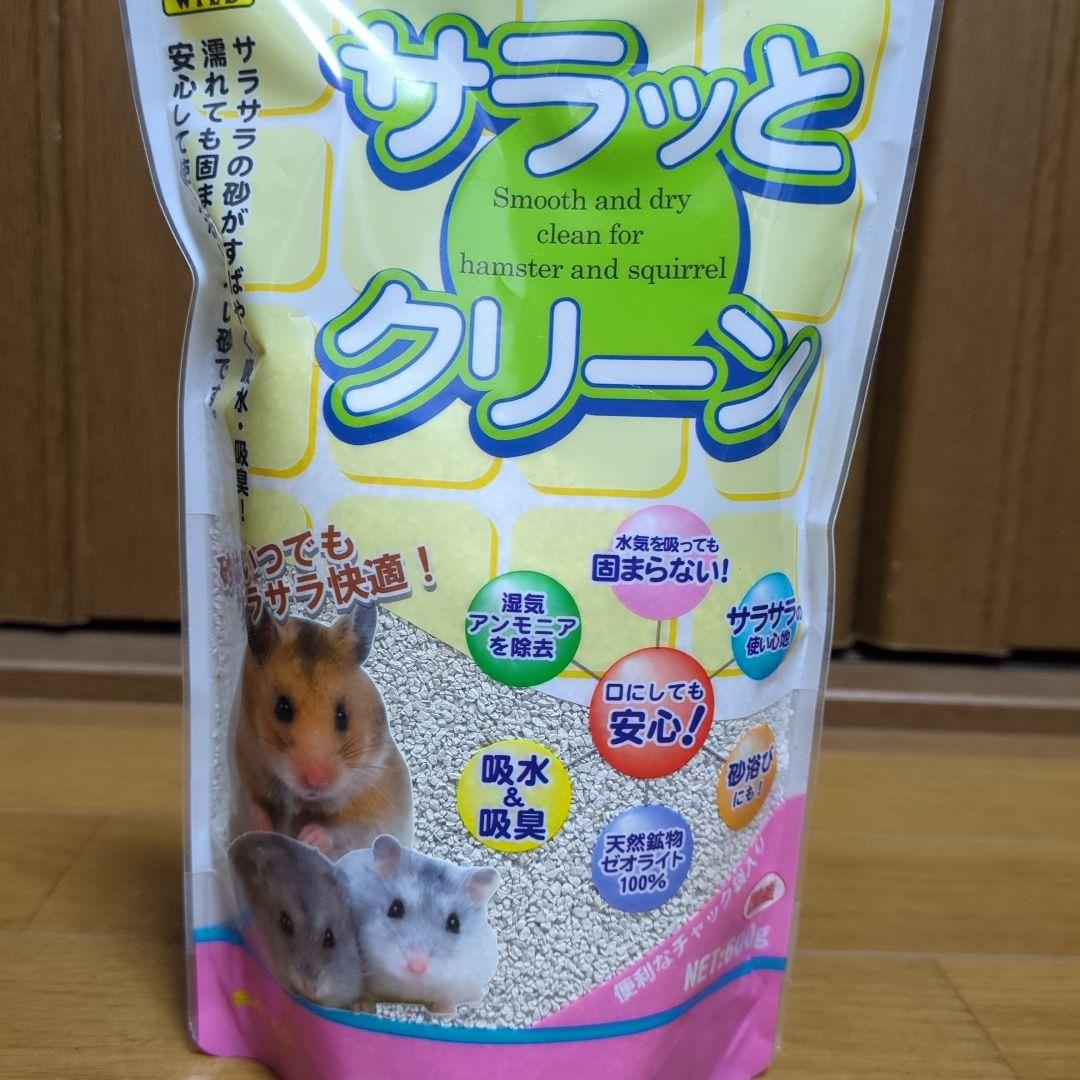 WILD
サラサラの砂がすばやく吸水・吸臭!
濡れても固ま
安心して
砂です。
サラッと
Smooth and dry
clean for
hamster and squirrel
クリーン
いつでも
ラサラ快適!
水気を吸っても
固まらない!
湿気
アンモニア
を除去
サラサラの
使い心地
口にしても
安心!
吸水
&
吸臭
砂浴び
にも!
天然鉱物
ゼオライト
100%
便利なチャック袋入り
NET:600g